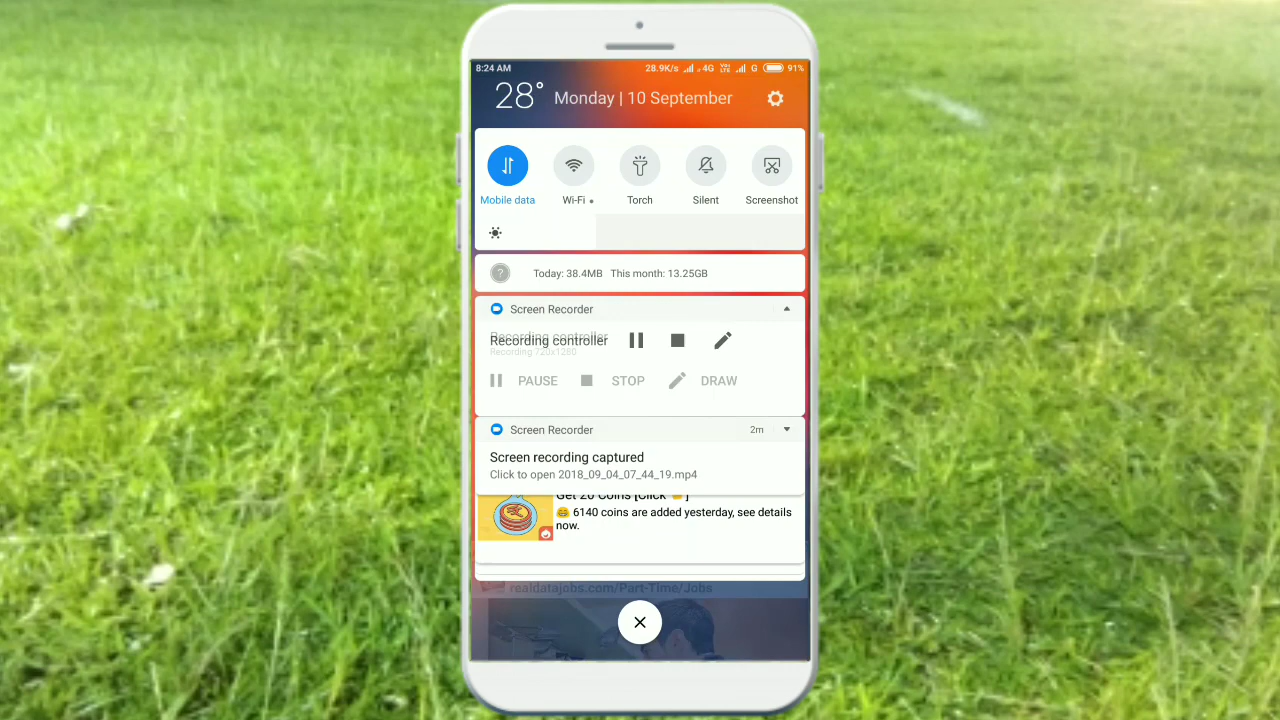 8:24 AM 28.9K/s 4G VoLTE G 91%
28° Monday | 10 September
Mobile data Wi-Fi Torch Silent Screenshot
? Today: 38.4MB This month: 13.25GB
Screen Recorder
Recording controller
Recording controller
Recording 720x1280
PAUSE STOP DRAW
Screen Recorder 2m
Screen recording captured
Click to open 2018_09_04_07_44_19.mp4
Get 20 Coins [Click ]
6140 coins are added yesterday, see details
now.
realdatajobs.com/Part-Time/Jobs